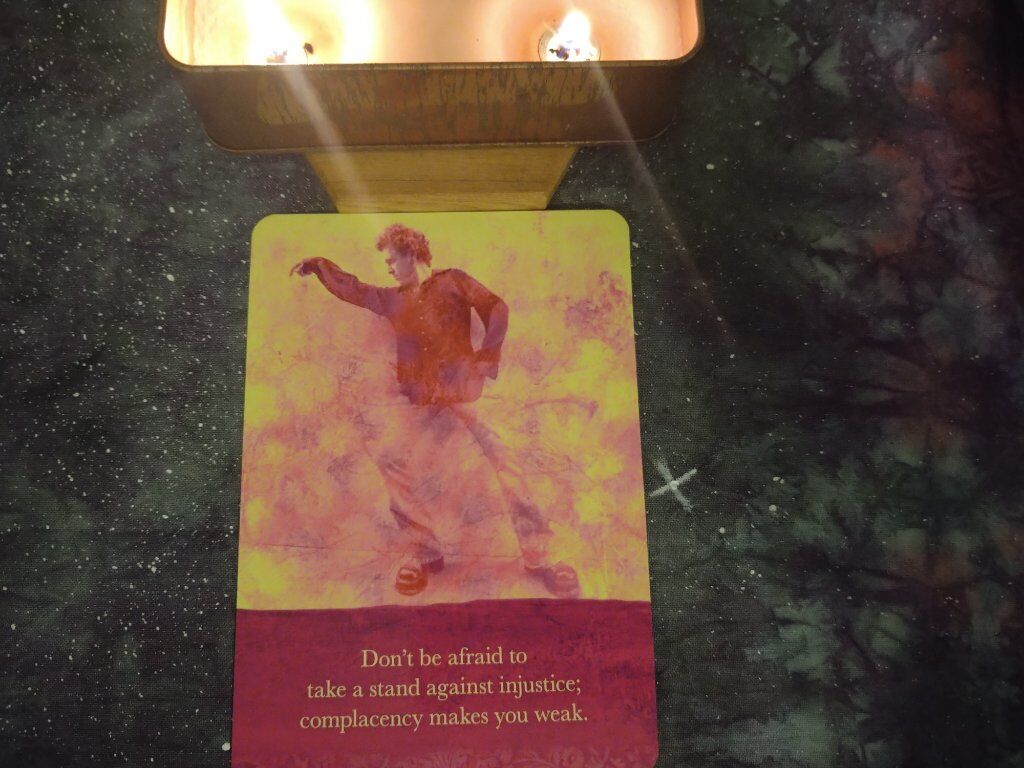 Don't be afraid to
take a stand against injustice;
complacency makes you weak.